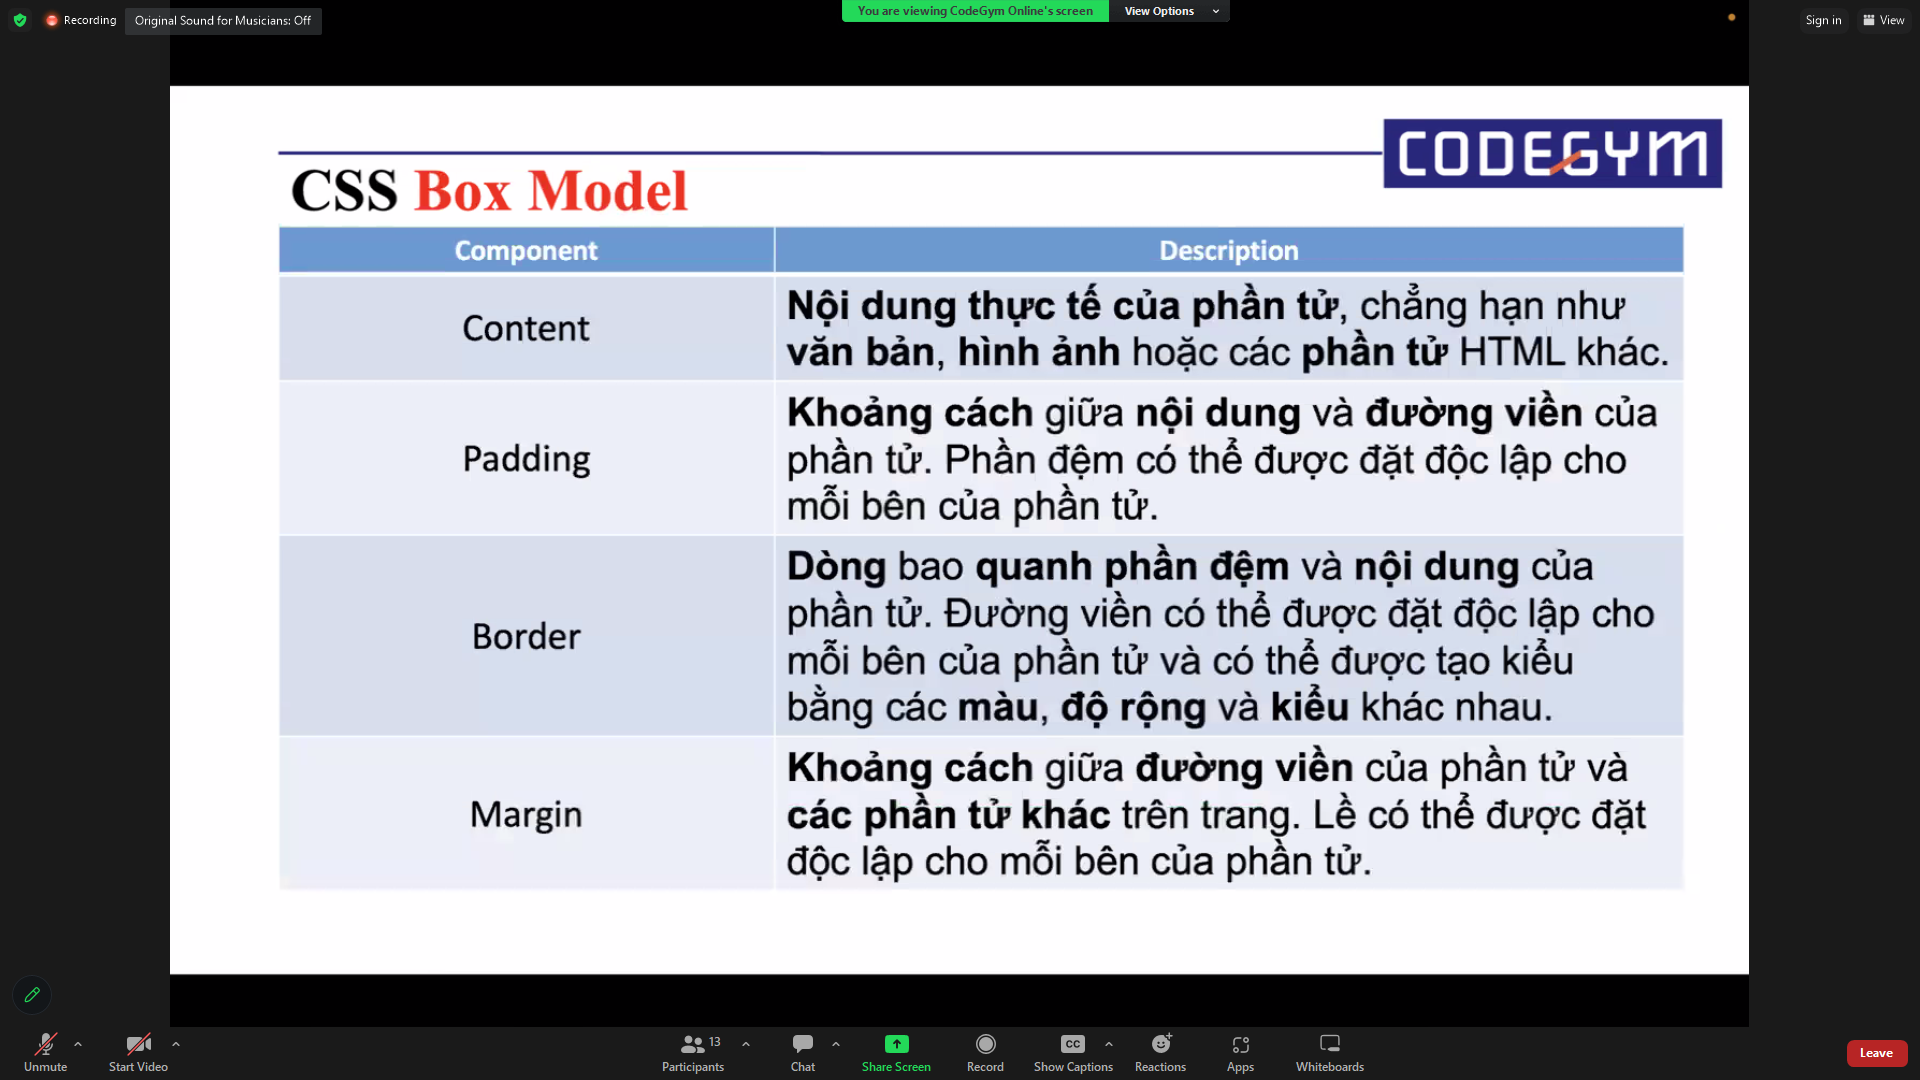 Recording
Original Sound for Musicians: Off
You are viewing CodeGym Online's screen
View Options
Sign in
View
CODEGYM
CSS Box Model
Component
Description
Content
Nội dung thực tế của phần tử, chẳng hạn như
văn bản, hình ảnh hoặc các phần tử HTML khác.
Padding
Khoảng cách giữa nội dung và đường viền của
phần tử. Phần đệm có thể được đặt độc lập cho
mỗi bên của phần tử.
Border
Dòng bao quanh phần đệm và nội dung của
phần tử. Đường viền có thể được đặt độc lập cho
mỗi bên của phần tử và có thể được tạo kiểu
bằng các màu, độ rộng và kiểu khác nhau.
Margin
Khoảng cách giữa đường viền của phần tử và
các phần tử khác trên trang. Lề có thể được đặt
độc lập cho mỗi bên của phần tử.
Unmute
Start Video
13
Participants
Chat
Share Screen
Record
CC
Show Captions
Reactions
Apps
Whiteboards
Leave